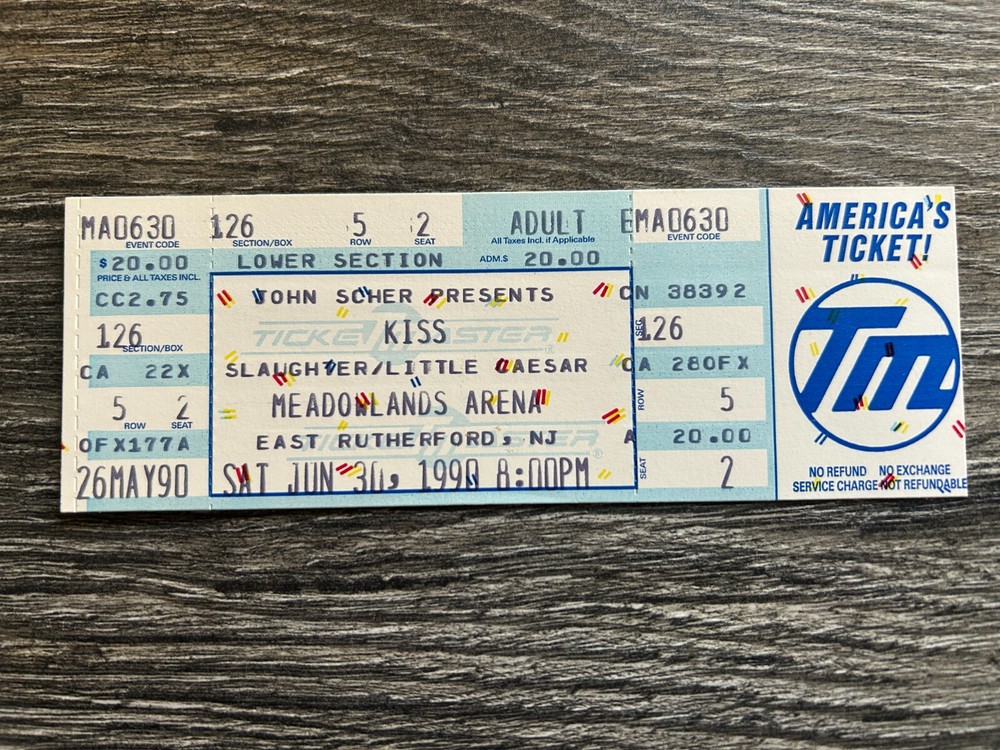 MA0630 126 5 2 ADULT EMA0630
EVENT CODE SECTION/BOX ROW SEAT All Taxes Incl. if Applicable EVENT CODE
$20.00 LOWER SECTION ADM.$ 20.00
PRICE & ALL TAXES INCL.
CC2.75
126
SECTION/BOX
CA 22X
5 2
ROW SEAT
OFX177A
26MAY90
JOHN SCHER PRESENTS
TICKETMASTER
KISS
SLAUGHTER/LITTLE CAESAR
MEADOWLANDS ARENA
EAST RUTHERFORD, NJ
SAT JUN 30, 1990 8:00PM
CN 38392
SEC 126
CA 280FX
ROW 5
A 20.00
SEAT 2
AMERICA'S
TICKET!
Tm
NO REFUND NO EXCHANGE
SERVICE CHARGE NOT REFUNDABLE